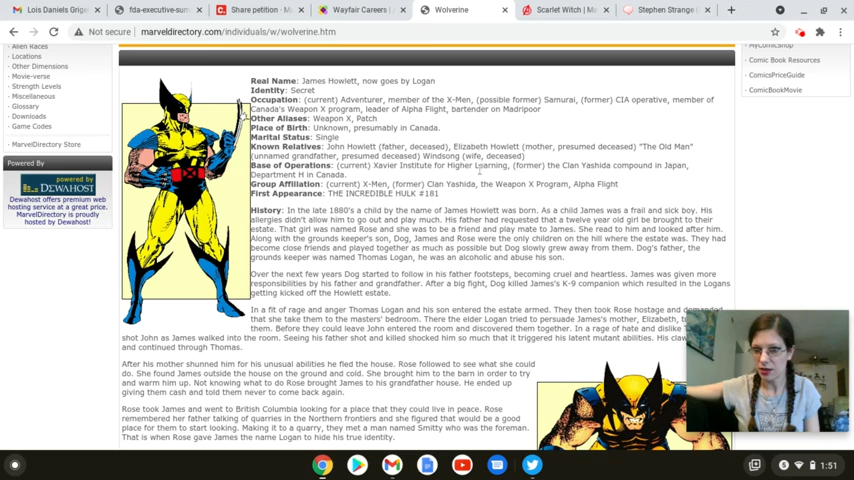 Lois Daniels Grigel
fda-executive-sum
Share petition · M
Wayfair Careers | A
Wolverine
Scarlet Witch | M
Stephen Strange (
Not secure
marveldirectory.com/individuals/w/wolverine.htm
Alien Races
Locations
Other Dimensions
Movie-verse
Strength Levels
Miscellaneous
Glossary
Downloads
Game Codes
MarvelDirectory Store
Powered By
powered by
DEWAHOST
Dewahost offers premium web
hosting service at a great price.
MarvelDirectory is proudly
hosted by Dewahost!
Real Name: James Howlett, now goes by Logan
Identity: Secret
Occupation: (current) Adventurer, member of the X-Men, (possible former) Samurai, (former) CIA operative, member of
Canada's Weapon X program, leader of Alpha Flight, bartender on Madripoor
Other Aliases: Weapon X, Patch
Place of Birth: Unknown, presumably in Canada.
Marital Status: Single
Known Relatives: John Howlett (father, deceased), Elizabeth Howlett (mother, presumed deceased) "The Old Man"
(unnamed grandfather, presumed deceased) Windsong (wife, deceased)
Base of Operations: (current) Xavier Institute for Higher Learning, (former) the Clan Yashida compound in Japan,
Department H in Canada.
Group Affiliation: (current) X-Men, (former) Clan Yashida, the Weapon X Program, Alpha Flight
First Appearance: THE INCREDIBLE HULK #181
History: In the late 1880's a child by the name of James Howlett was born. As a child James was a frail and sick boy. His
allergies didn't allow him to go out and play much. His father had requested that a twelve year old girl be brought to their
estate. That girl was named Rose and she was to be a friend and play mate to James. She read to him and looked after him.
Along with the grounds keeper's son, Dog, James and Rose were the only children on the hill where the estate was. They had
become close friends and played together as much as possible but Dog slowly grew away from them. Dog's father, the
grounds keeper was named Thomas Logan, he was an alcoholic and abuse his son.
Over the next few years Dog started to follow in his father footsteps, becoming cruel and heartless. James was given more
responsibilities by his father and grandfather. After a big fight, Dog killed James's K-9 companion which resulted in the Logans
getting kicked off the Howlett estate.
In a fit of rage and anger Thomas Logan and his son entered the estate armed. They then took Rose hostage and demanded
that she take them to the masters' bedroom. There the elder Logan tried to persuade James's mother, Elizabeth,
them. Before they could leave John entered the room and discovered them together. In a rage of hate and dislike
shot John as James walked into the room. Seeing his father shot and killed shocked him so much that it triggered his latent mutant abilities. His
and continued through Thomas.
After his mother shunned him for his unusual abilities he fled the house. Rose followed to see what she could
do. She found James outside the house on the ground and cold. She brought him to the barn in order to try
and warm him up. Not knowing what to do Rose brought James to his grandfather house. He ended up
giving them cash and told them never to come back again.
Rose took James and went to British Colombia looking for a place that they could live in peace. Rose
remembered her father talking of quarries in the Northern frontiers and she figured that would be a good
place for them to start looking. Making it to a quarry, they met a man named Smitty who was the foreman.
That is when Rose gave James the name Logan to hide his true identity.
MyComicShop
Comic Book Resources
ComicsPriceGuide
ComicBookMovie
1:51